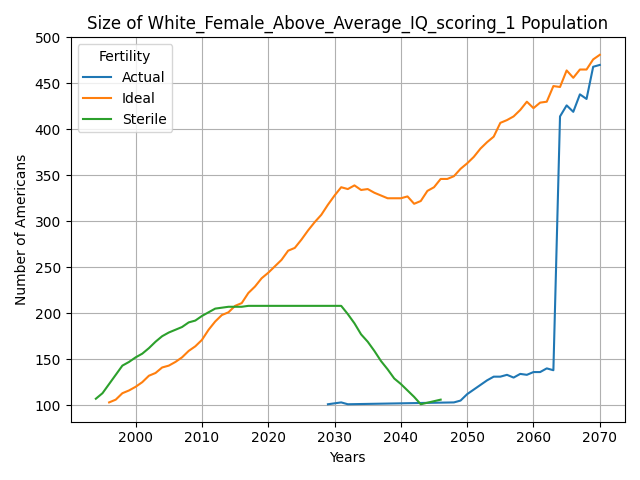 Size of White_Female_Above_Average_IQ_scoring_1 Population
Number of Americans
500
450
400
350
300
250
200
150
100
Fertility
Actual
Ideal
Sterile
2000
2010
2020
2030
2040
2050
2060
2070
Years